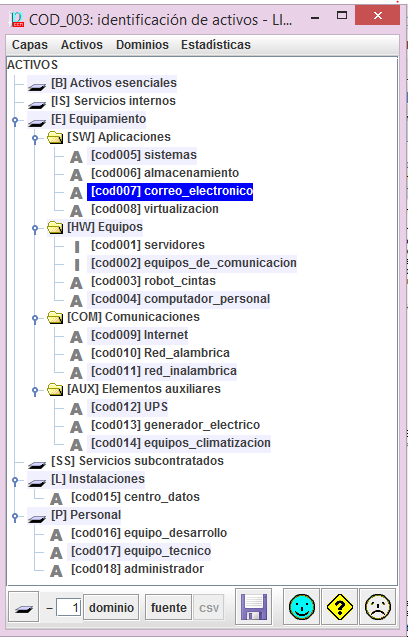 COD_003: identificación de activos - LI...
Capas Activos Dominios Estadísticas
ACTIVOS
[B] Activos esenciales
[IS] Servicios internos
[E] Equipamiento
[SW] Aplicaciones
A [cod005] sistemas
A [cod006] almacenamiento
A [cod007] correo_electronico
A [cod008] virtualizacion
[HW] Equipos
I [cod001] servidores
I [cod002] equipos_de_comunicacion
A [cod003] robot_cintas
A [cod004] computador_personal
[COM] Comunicaciones
A [cod009] Internet
A [cod010] Red_alambrica
A [cod011] red_inalambrica
[AUX] Elementos auxiliares
A [cod012] UPS
A [cod013] generador_electrico
A [cod014] equipos_climatizacion
[SS] Servicios subcontratados
[L] Instalaciones
A [cod015] centro_datos
[P] Personal
A [cod016] equipo_desarrollo
A [cod017] equipo_tecnico
A [cod018] administrador
– 1 dominio fuente csv ?